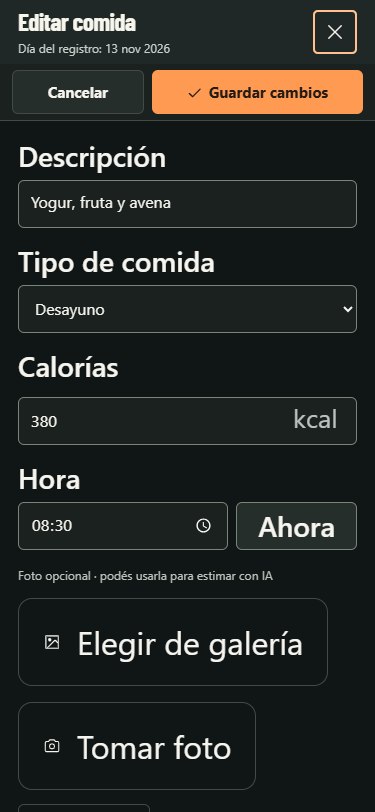 Editar comida
Día del registro: 13 nov 2026
Cancelar
Guardar cambios
Descripción
Yogur, fruta y avena
Tipo de comida
Desayuno
Calorías
380 kcal
Hora
08:30 Ahora
Foto opcional · podés usarla para estimar con IA
Elegir de galería
Tomar foto